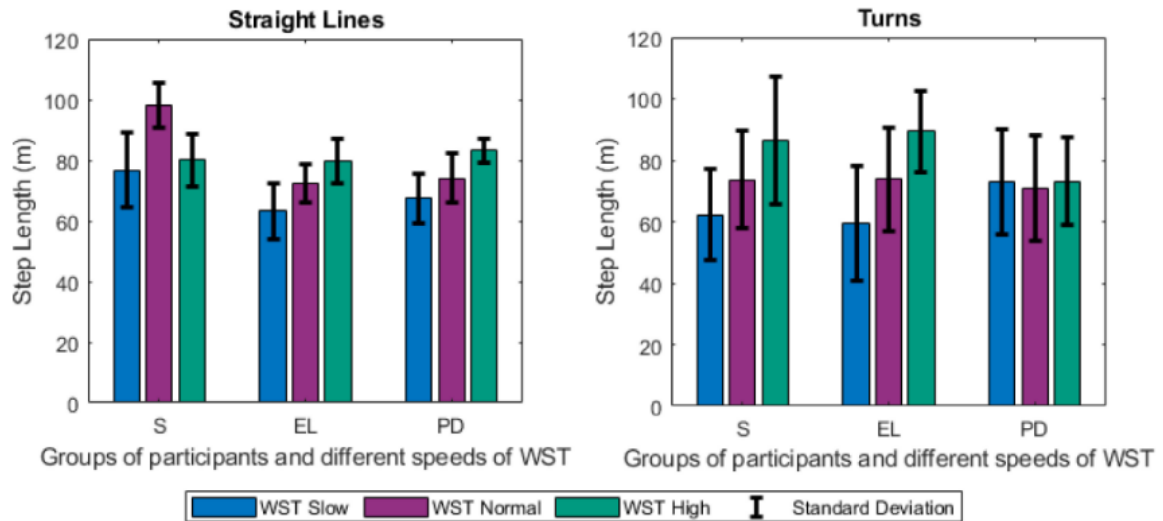 Straight Lines
Step Length (m)
120
100
80
60
40
20
0
S EL PD
Groups of participants and different speeds of WST
Turns
Step Length (m)
120
100
80
60
40
20
0
S EL PD
Groups of participants and different speeds of WST
WST Slow WST Normal WST High Standard Deviation